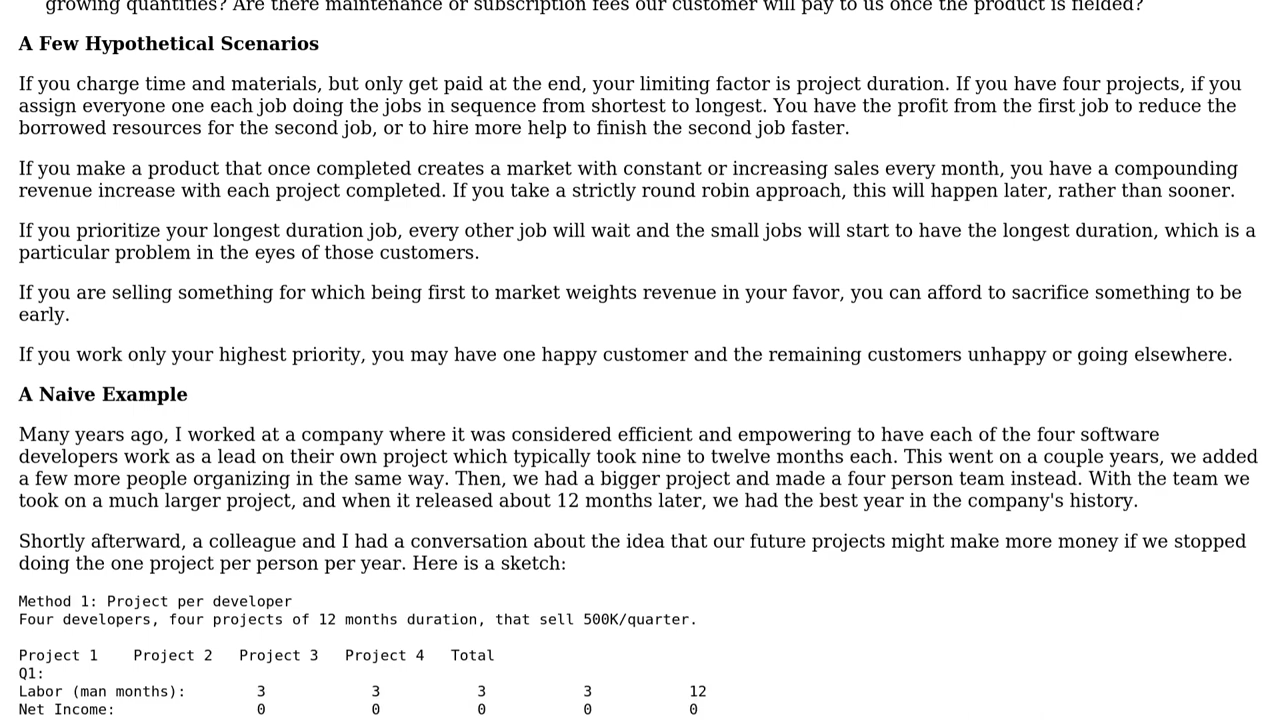 growing quantities? Are there maintenance or subscription fees our customer will pay to us once the product is fielded?
A Few Hypothetical Scenarios
If you charge time and materials, but only get paid at the end, your limiting factor is project duration. If you have four projects, if you
assign everyone one each job doing the jobs in sequence from shortest to longest. You have the profit from the first job to reduce the
borrowed resources for the second job, or to hire more help to finish the second job faster.
If you make a product that once completed creates a market with constant or increasing sales every month, you have a compounding
revenue increase with each project completed. If you take a strictly round robin approach, this will happen later, rather than sooner.
If you prioritize your longest duration job, every other job will wait and the small jobs will start to have the longest duration, which is a
particular problem in the eyes of those customers.
If you are selling something for which being first to market weights revenue in your favor, you can afford to sacrifice something to be
early.
If you work only your highest priority, you may have one happy customer and the remaining customers unhappy or going elsewhere.
A Naive Example
Many years ago, I worked at a company where it was considered efficient and empowering to have each of the four software
developers work as a lead on their own project which typically took nine to twelve months each. This went on a couple years, we added
a few more people organizing in the same way. Then, we had a bigger project and made a four person team instead. With the team we
took on a much larger project, and when it released about 12 months later, we had the best year in the company's history.
Shortly afterward, a colleague and I had a conversation about the idea that our future projects might make more money if we stopped
doing the one project per person per year. Here is a sketch:
Method 1: Project per developer
Four developers, four projects of 12 months duration, that sell 500K/quarter.
Project 1 Project 2 Project 3 Project 4 Total
Q1:
Labor (man months): 3 3 3 3 12
Net Income: 0 0 0 0 0